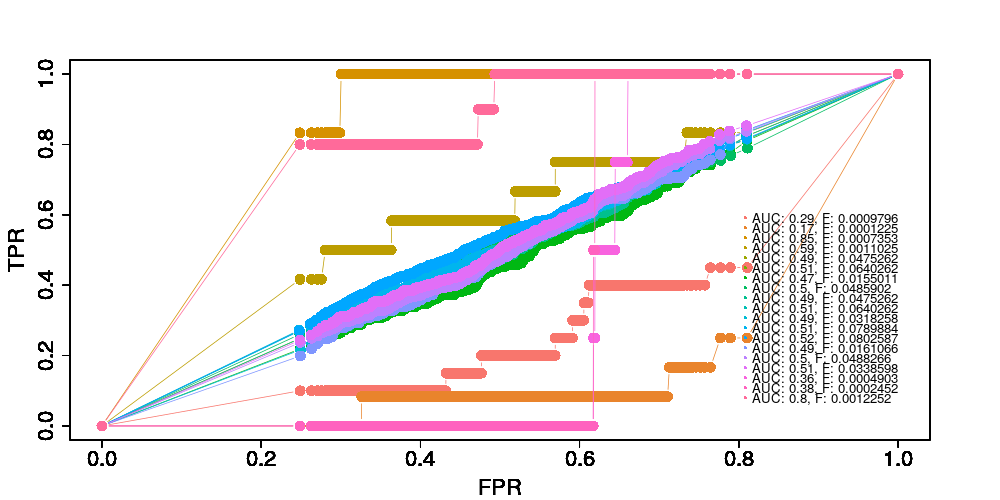 1.0
0.8
0.6
0.4
0.2
0.0
TPR
AUC: 0.29, F: 0.0009796
AUC: 0.17, F: 0.0001225
AUC: 0.85, F: 0.0007353
AUC: 0.59, F: 0.0011025
AUC: 0.49, F: 0.0475262
AUC: 0.51, F: 0.0640262
AUC: 0.47, F: 0.0155011
AUC: 0.5, F: 0.0485902
AUC: 0.49, F: 0.0475262
AUC: 0.51, F: 0.0640262
AUC: 0.49, F: 0.0318258
AUC: 0.51, F: 0.0789884
AUC: 0.52, F: 0.0802587
AUC: 0.49, F: 0.0161066
AUC: 0.5, F: 0.0488266
AUC: 0.51, F: 0.0338598
AUC: 0.36, F: 0.0004903
AUC: 0.38, F: 0.0002452
AUC: 0.8, F: 0.0012252
0.0 0.2 0.4 0.6 0.8 1.0
FPR